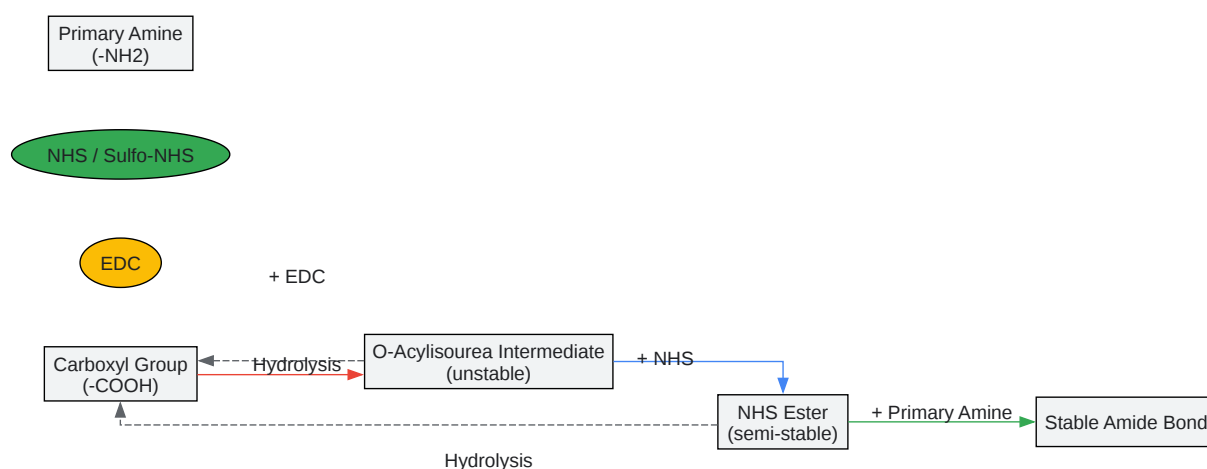 Primary Amine
(-NH2)
NHS / Sulfo-NHS
EDC
+ EDC
Carboxyl Group
(-COOH)
Hydrolysis
O-Acylisourea Intermediate
(unstable)
+ NHS
NHS Ester
(semi-stable)
+ Primary Amine
Stable Amide Bond
Hydrolysis